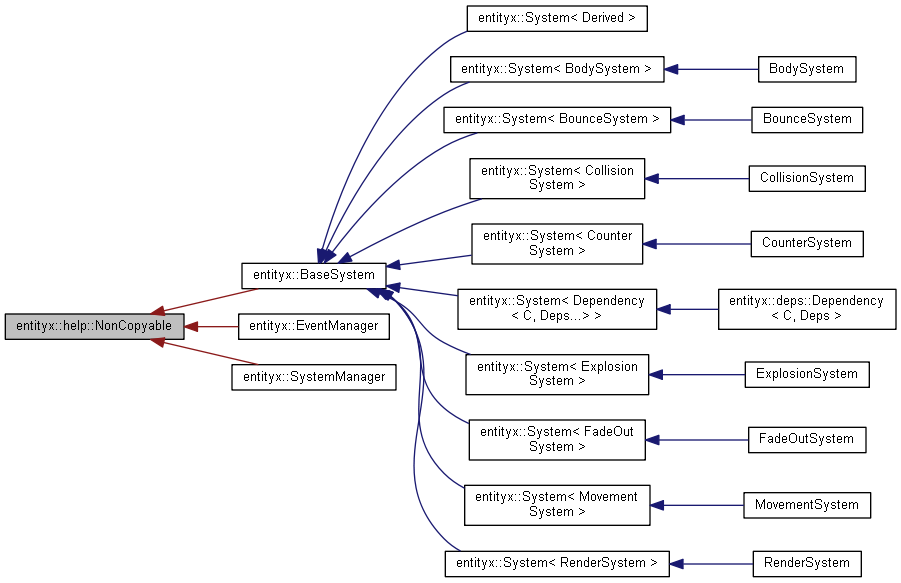 entityx::System< Derived >
entityx::System< BodySystem >
BodySystem
entityx::System< BounceSystem >
BounceSystem
entityx::System< Collision
System >
CollisionSystem
entityx::System< Counter
System >
CounterSystem
entityx::BaseSystem
entityx::System< Dependency
< C, Deps...> >
entityx::deps::Dependency
< C, Deps >
entityx::help::NonCopyable
entityx::EventManager
entityx::SystemManager
entityx::System< Explosion
System >
ExplosionSystem
entityx::System< FadeOut
System >
FadeOutSystem
entityx::System< Movement
System >
MovementSystem
entityx::System< RenderSystem >
RenderSystem